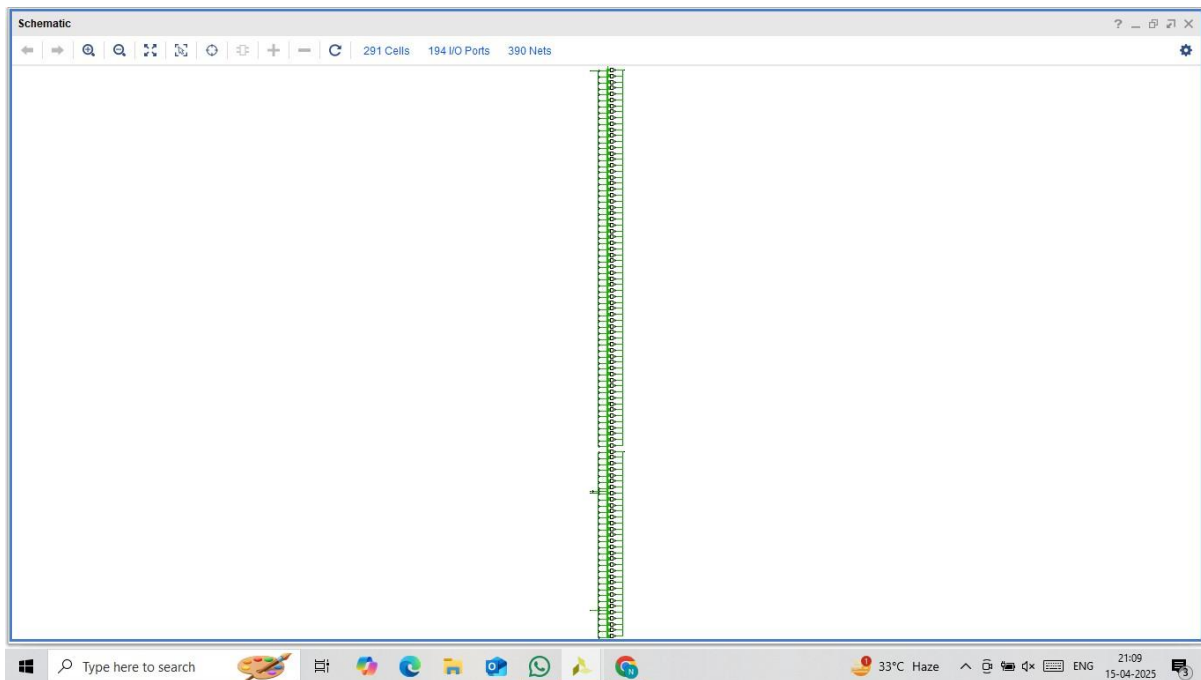 Schematic
291 Cells 194 I/O Ports 390 Nets
Type here to search
33°C Haze
ENG
21:09
15-04-2025
3